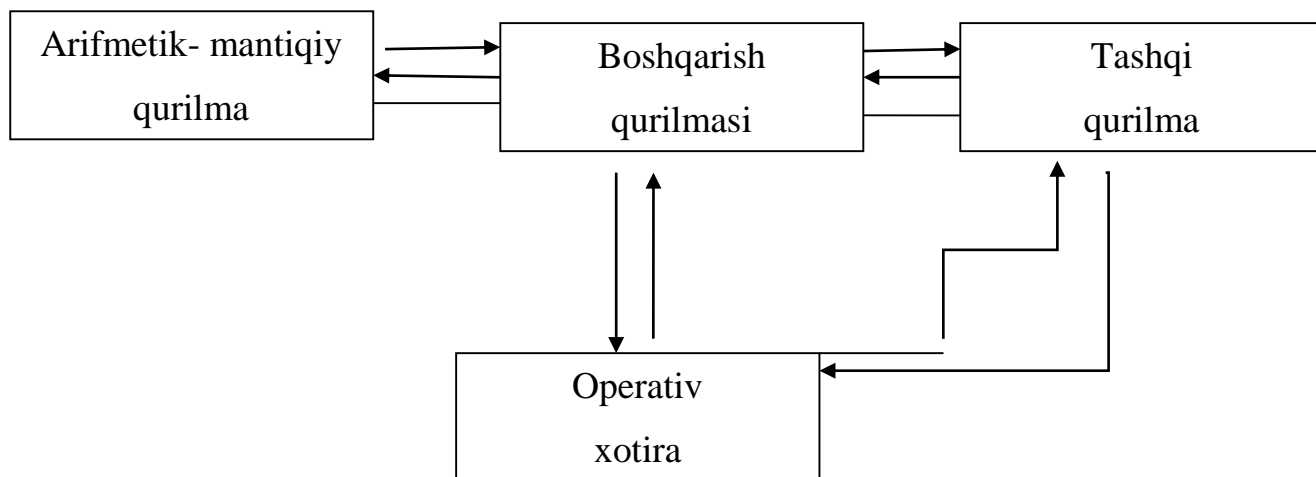 Arifmetik- mantiqiy
qurilma
Boshqarish
qurilmasi
Tashqi
qurilma
Operativ
xotira